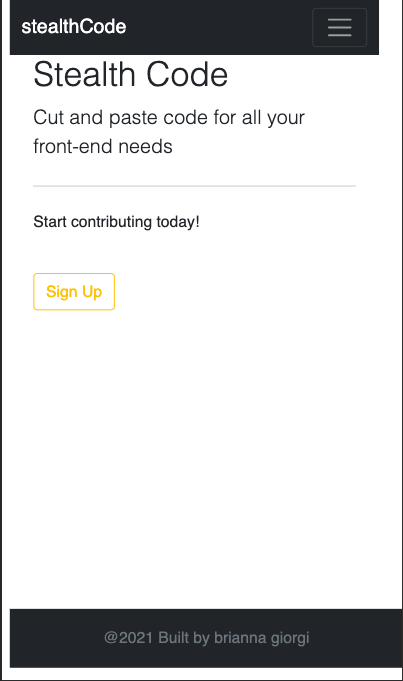 stealthCode
Stealth Code
Cut and paste code for all your
front-end needs
Start contributing today!
Sign Up
@2021 Built by brianna giorgi